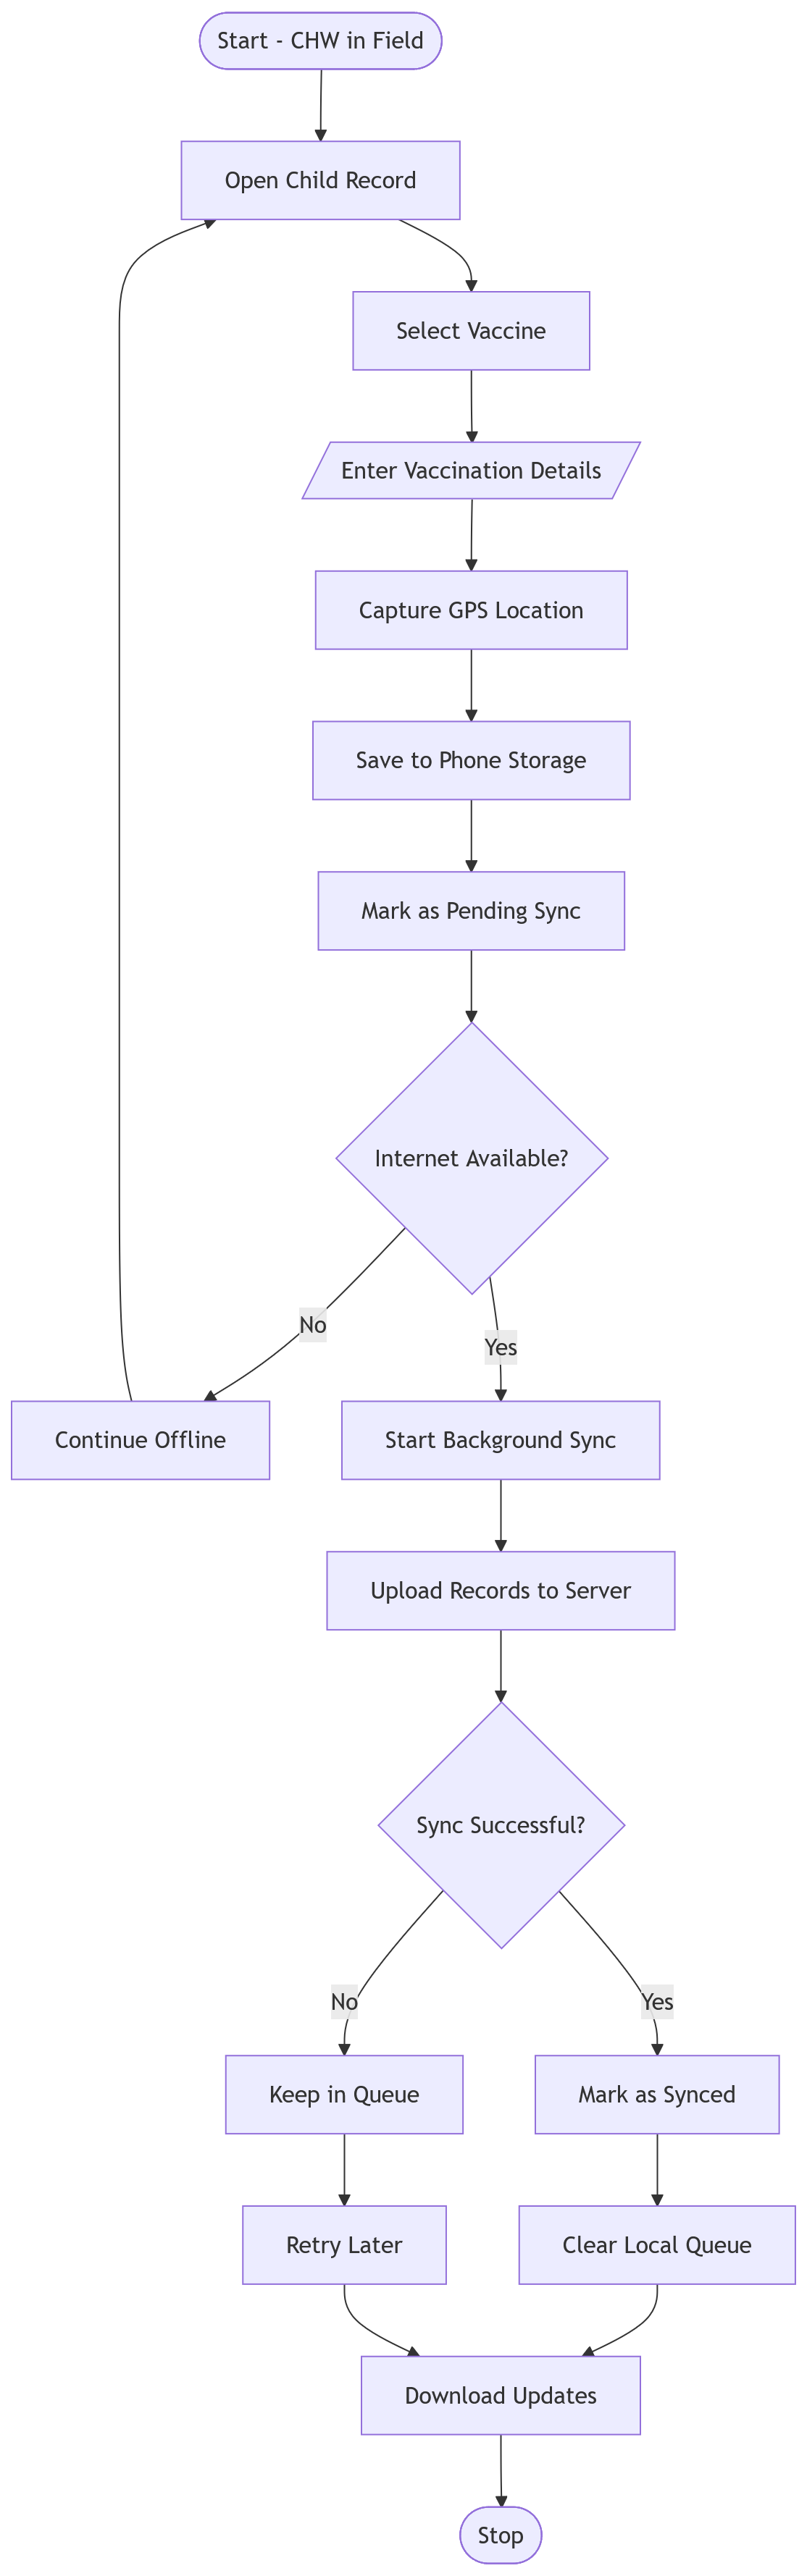 Start - CHW in Field
Open Child Record
Select Vaccine
Enter Vaccination Details
Capture GPS Location
Save to Phone Storage
Mark as Pending Sync
Internet Available?
No
Yes
Continue Offline
Start Background Sync
Upload Records to Server
Sync Successful?
No
Yes
Keep in Queue
Mark as Synced
Retry Later
Clear Local Queue
Download Updates
Stop